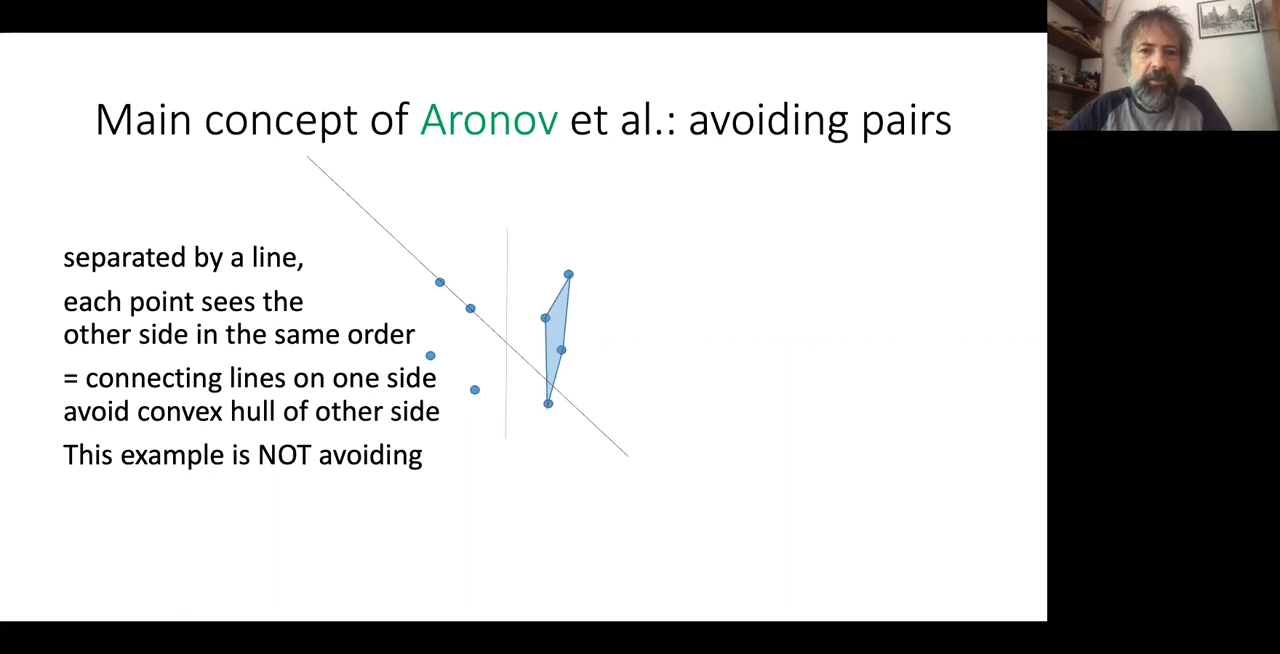 Main concept of Aronov et al.: avoiding pairs
separated by a line,
each point sees the
other side in the same order
= connecting lines on one side
avoid convex hull of other side
This example is NOT avoiding